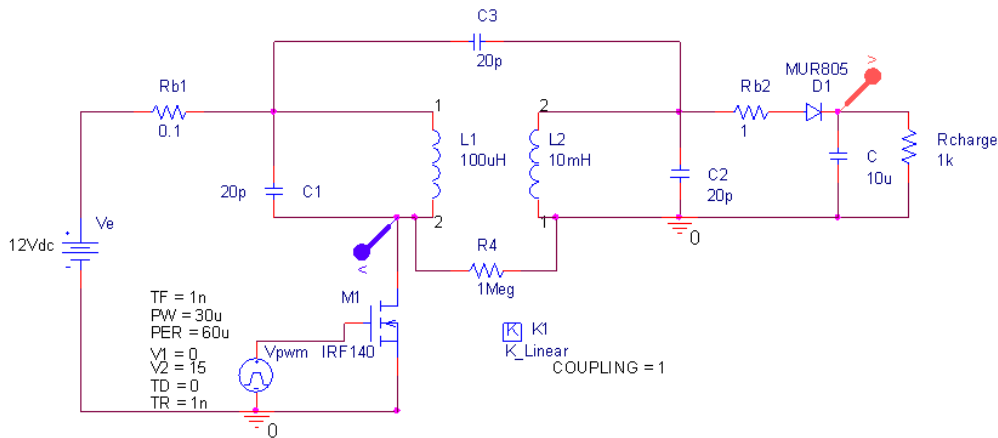 C3
20p
Rb1
0.1
1
2
L1
100uH
L2
10mH
2
1
MUR805
D1
Rb2
1
Rcharge
1k
C
10u
C2
20p
0
20p
C1
Ve
12Vdc
R4
1Meg
M1
IRF140
TF = 1n
PW = 30u
PER = 60u
V1 = 0
V2 = 15
TD = 0
TR = 1n
Vpwm
K K1
K_Linear
COUPLING = 1
0
V
V